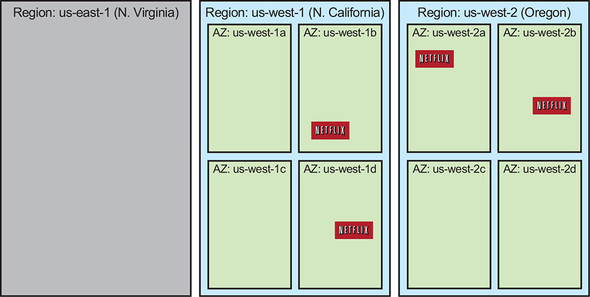 Region: us-east-1 (N. Virginia)
Region: us-west-1 (N. California)
AZ: us-west-1a
AZ: us-west-1b
NETFLIX
AZ: us-west-1c
AZ: us-west-1d
NETFLIX
Region: us-west-2 (Oregon)
AZ: us-west-2a
AZ: us-west-2b
NETFLIX
NETFLIX
AZ: us-west-2c
AZ: us-west-2d